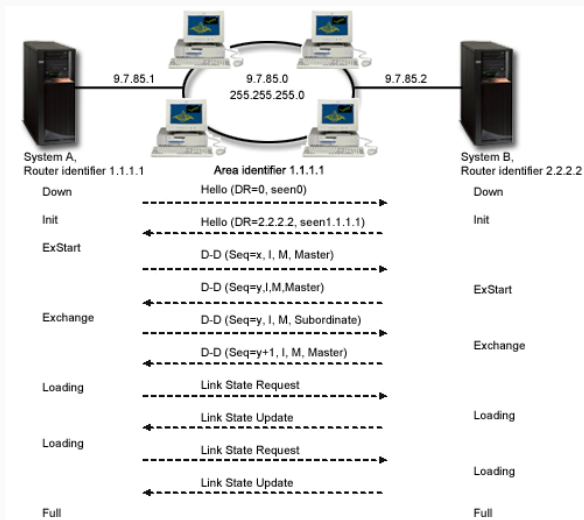 9.7.85.1
9.7.85.0
255.255.255.0
9.7.85.2
System A,
Router identifier 1.1.1.1
Area identifier 1.1.1.1
System B,
Router identifier 2.2.2.2
Down
Hello (DR=0, seen0)
Down
Init
Hello (DR=2.2.2.2, seen1.1.1.1)
Init
ExStart
D-D (Seq=x, I, M, Master)
D-D (Seq=y,I,M,Master)
ExStart
Exchange
D-D (Seq=y, I, M, Subordinate)
D-D (Seq=y+1, I, M, Master)
Exchange
Loading
Link State Request
Link State Update
Loading
Loading
Link State Request
Loading
Link State Update
Full
Full